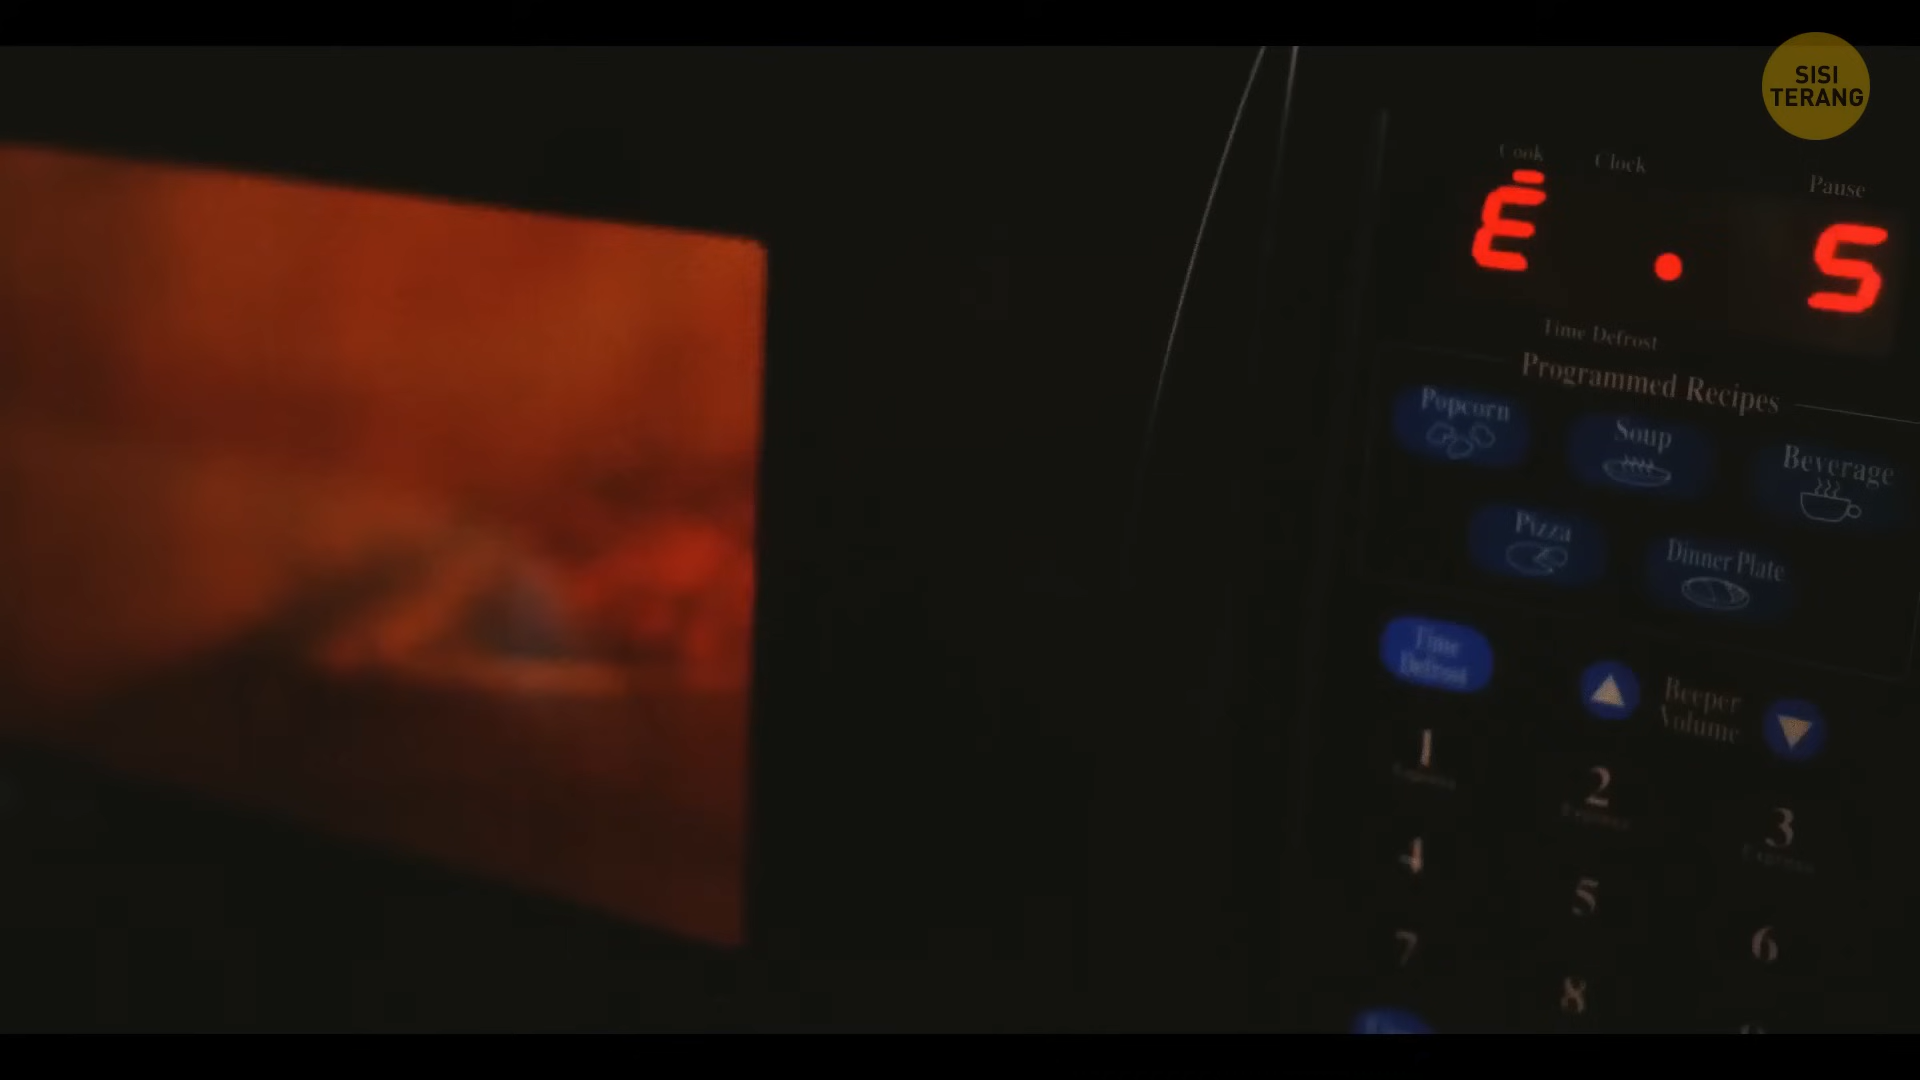 SISI
TERANG
Cook
Clock
Pause
Time Defrost
Programmed Recipes
Popcorn
Soup
Beverage
Pizza
Dinner Plate
Time
Defrost
Beeper
Volume
1
2
3
4
5
6
7
8